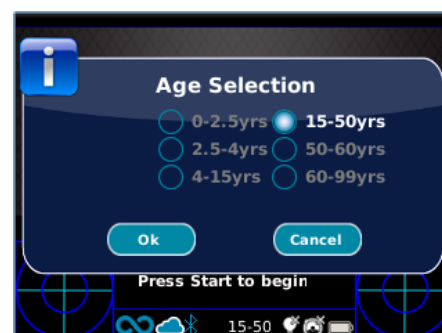 Age Selection
0-2.5yrs 15-50yrs
2.5-4yrs 50-60yrs
4-15yrs 60-99yrs
Ok Cancel
Press Start to begin
15-50